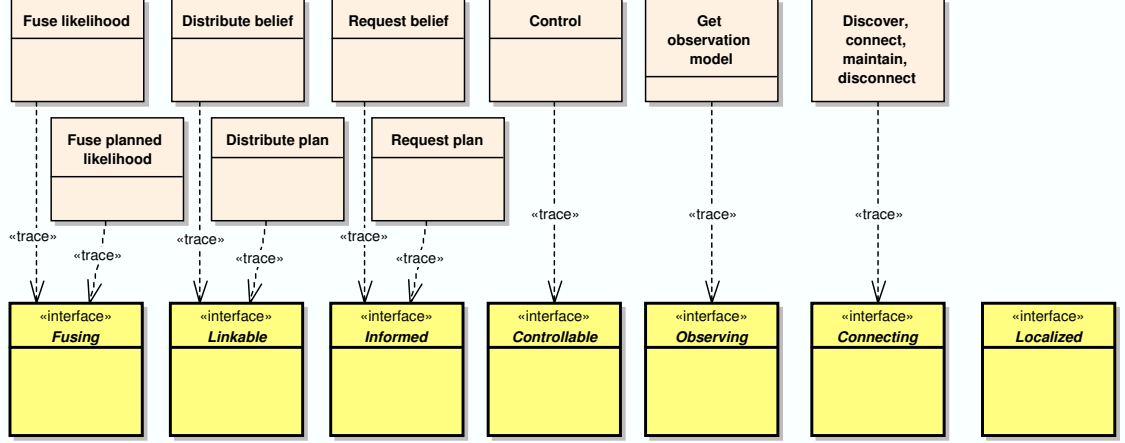 Fuse likelihood
Distribute belief
Request belief
Control
Get
observation
model
Discover,
connect,
maintain,
disconnect
Fuse planned
likelihood
Distribute plan
Request plan
«trace»
«trace»
«trace»
«trace»
«trace»
«trace»
«trace»
«trace»
«trace»
«interface»
Fusing
«interface»
Linkable
«interface»
Informed
«interface»
Controllable
«interface»
Observing
«interface»
Connecting
«interface»
Localized